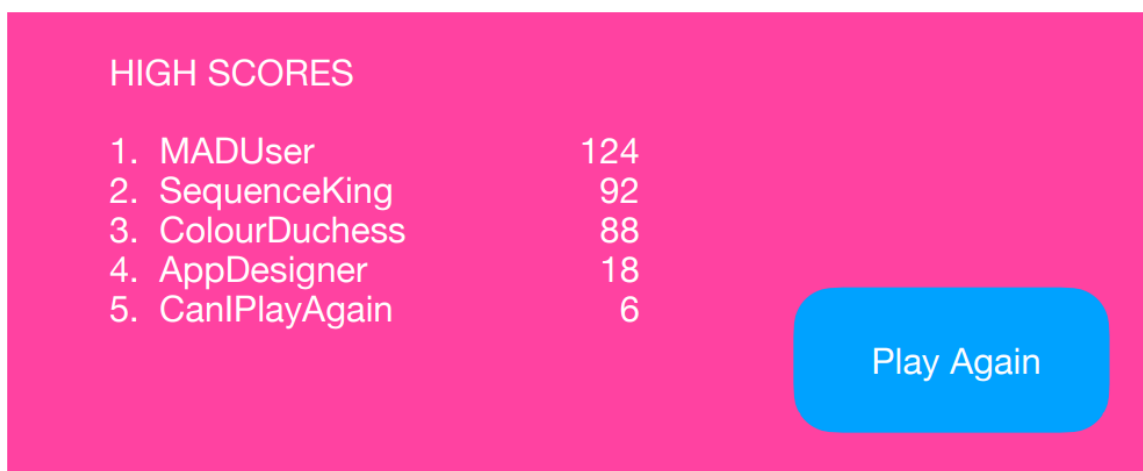 HIGH SCORES
1. MADUser 124
2. SequenceKing 92
3. ColourDuchess 88
4. AppDesigner 18
5. CanIPlayAgain 6
Play Again